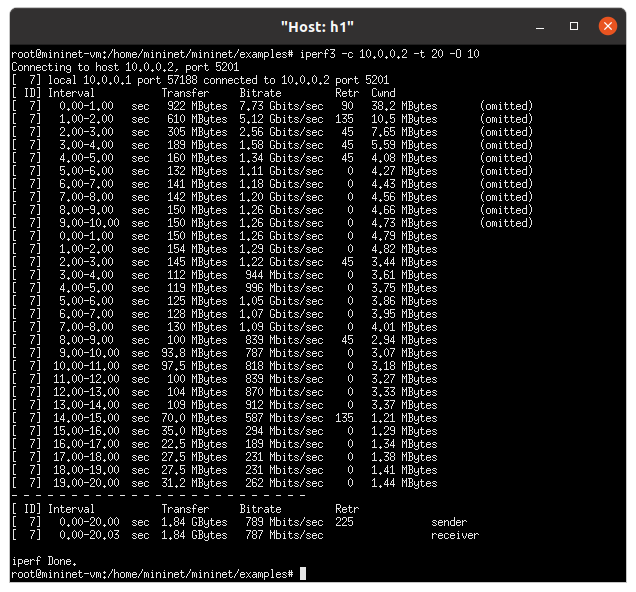 "Host: h1"
root@mininet-vm:/home/mininet/mininet/examples# iperf3 -c 10.0.0.2 -t 20 -O 10
Connecting to host 10.0.0.2, port 5201
[  7] local 10.0.0.1 port 57188 connected to 10.0.0.2 port 5201
[ ID] Interval           Transfer     Bitrate         Retr  Cwnd
[  7]   0.00-1.00   sec   922 MBytes  7.73 Gbits/sec   90   38.2 MBytes       (omitted)
[  7]   1.00-2.00   sec   610 MBytes  5.12 Gbits/sec  135   10.5 MBytes       (omitted)
[  7]   2.00-3.00   sec   305 MBytes  2.56 Gbits/sec   45   7.65 MBytes       (omitted)
[  7]   3.00-4.00   sec   189 MBytes  1.58 Gbits/sec   45   5.59 MBytes       (omitted)
[  7]   4.00-5.00   sec   160 MBytes  1.34 Gbits/sec   45   4.08 MBytes       (omitted)
[  7]   5.00-6.00   sec   132 MBytes  1.11 Gbits/sec    0   4.27 MBytes       (omitted)
[  7]   6.00-7.00   sec   141 MBytes  1.18 Gbits/sec    0   4.43 MBytes       (omitted)
[  7]   7.00-8.00   sec   142 MBytes  1.20 Gbits/sec    0   4.56 MBytes       (omitted)
[  7]   8.00-9.00   sec   150 MBytes  1.26 Gbits/sec    0   4.66 MBytes       (omitted)
[  7]   9.00-10.00  sec   150 MBytes  1.26 Gbits/sec    0   4.73 MBytes       (omitted)
[  7]   0.00-1.00   sec   150 MBytes  1.26 Gbits/sec    0   4.79 MBytes
[  7]   1.00-2.00   sec   154 MBytes  1.29 Gbits/sec    0   4.82 MBytes
[  7]   2.00-3.00   sec   145 MBytes  1.22 Gbits/sec   45   3.44 MBytes
[  7]   3.00-4.00   sec   112 MBytes   944 Mbits/sec    0   3.61 MBytes
[  7]   4.00-5.00   sec   119 MBytes   996 Mbits/sec    0   3.75 MBytes
[  7]   5.00-6.00   sec   125 MBytes  1.05 Gbits/sec    0   3.86 MBytes
[  7]   6.00-7.00   sec   128 MBytes  1.07 Gbits/sec    0   3.95 MBytes
[  7]   7.00-8.00   sec   130 MBytes  1.09 Gbits/sec    0   4.01 MBytes
[  7]   8.00-9.00   sec   100 MBytes   839 Mbits/sec   45   2.94 MBytes
[  7]   9.00-10.00  sec  93.8 MBytes   787 Mbits/sec    0   3.07 MBytes
[  7]  10.00-11.00  sec  97.5 MBytes   818 Mbits/sec    0   3.18 MBytes
[  7]  11.00-12.00  sec   100 MBytes   839 Mbits/sec    0   3.27 MBytes
[  7]  12.00-13.00  sec   104 MBytes   870 Mbits/sec    0   3.33 MBytes
[  7]  13.00-14.00  sec   109 MBytes   912 Mbits/sec    0   3.37 MBytes
[  7]  14.00-15.00  sec  70.0 MBytes   587 Mbits/sec  135   1.21 MBytes
[  7]  15.00-16.00  sec  35.0 MBytes   294 Mbits/sec    0   1.29 MBytes
[  7]  16.00-17.00  sec  22.5 MBytes   189 Mbits/sec    0   1.34 MBytes
[  7]  17.00-18.00  sec  27.5 MBytes   231 Mbits/sec    0   1.38 MBytes
[  7]  18.00-19.00  sec  27.5 MBytes   231 Mbits/sec    0   1.41 MBytes
[  7]  19.00-20.00  sec  31.2 MBytes   262 Mbits/sec    0   1.44 MBytes
- - - - - - - - - - - - - - - - - - - - - - - - -
[ ID] Interval           Transfer     Bitrate         Retr
[  7]   0.00-20.00  sec  1.84 GBytes   789 Mbits/sec  225             sender
[  7]   0.00-20.03  sec  1.84 GBytes   787 Mbits/sec                  receiver
iperf Done.
root@mininet-vm:/home/mininet/mininet/examples#